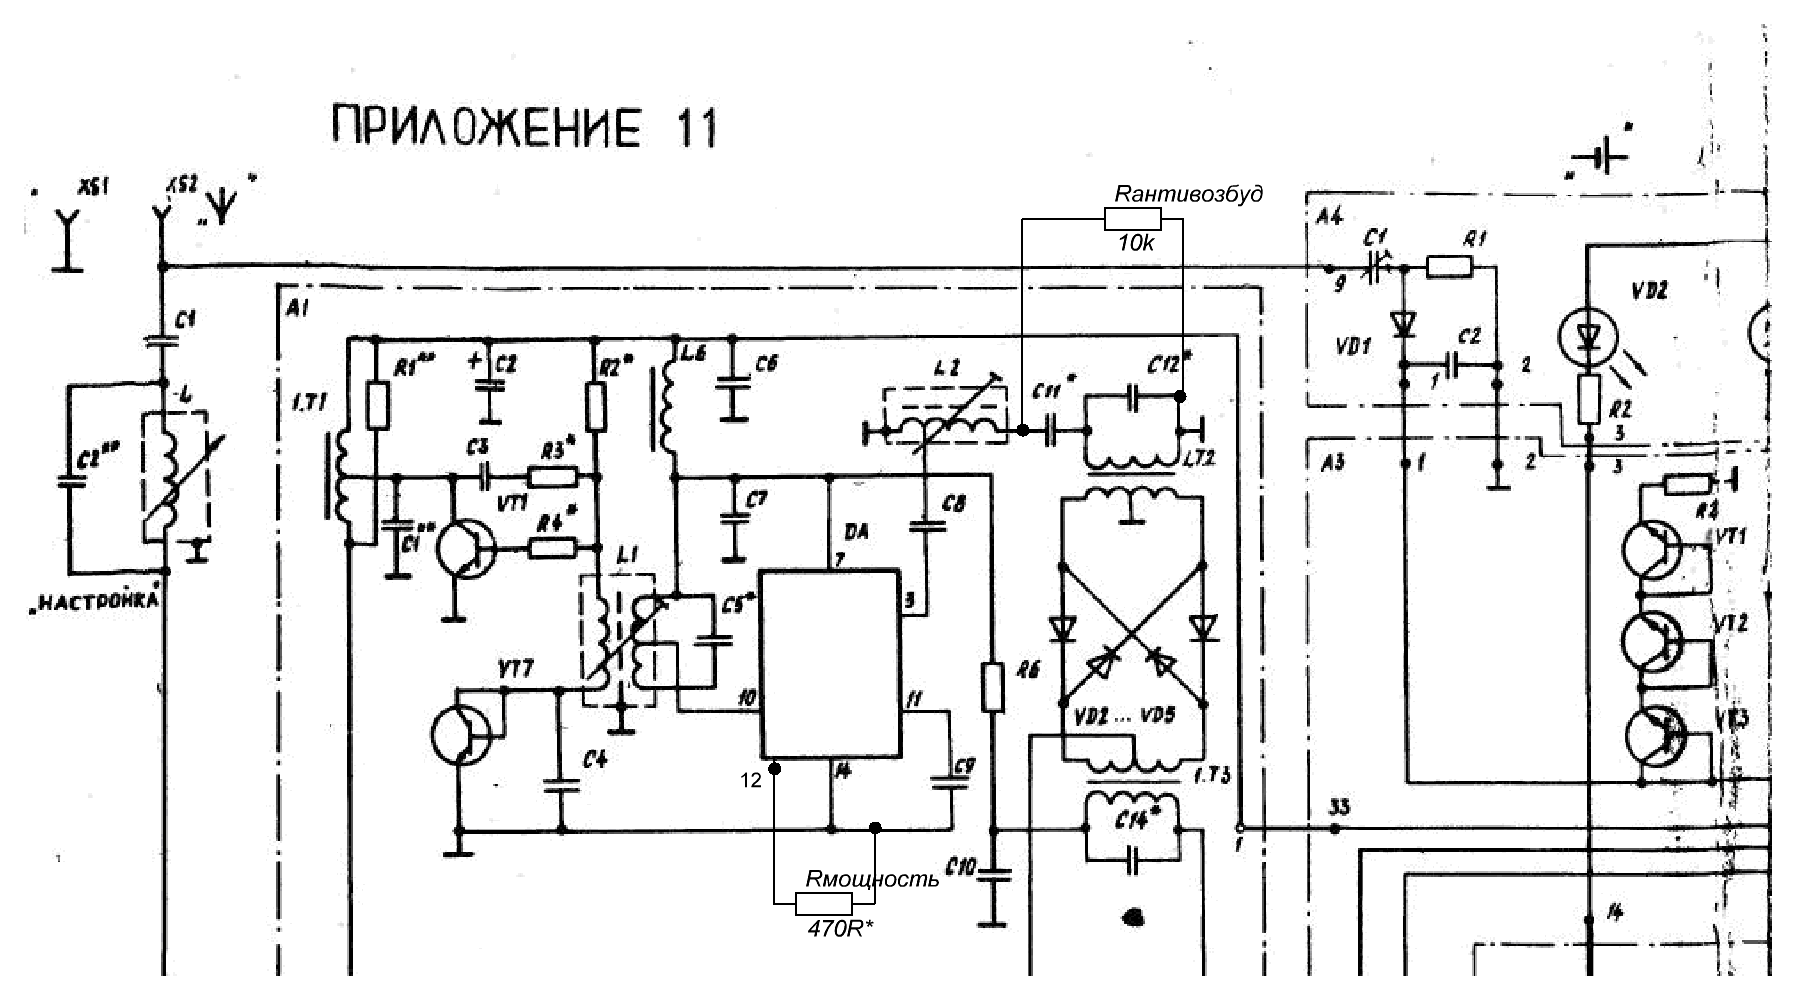 ПРИЛОЖЕНИЕ 11
" XS1
XS2 " "
" "
Rантивозбуд
10k
A4
C1
R1
9
VD2
VD1
C2
1
2
R2
3
A3
1
2
3
R2
VT1
VT2
VT3
33
14
C1
L
C2**
„НАСТРОЙКА"
A1
LT1
R1**
+ C2
R2*
L6
C6
L2
C11*
C12*
LT2
C3
R3*
VT1
C1**
R4*
L1
C7
DA
C8
7
3
C5*
VT7
10
11
R6
VD2 ... VD5
C4
12
14
C9
LT3
C14*
1
C10
Rмощность
470R*